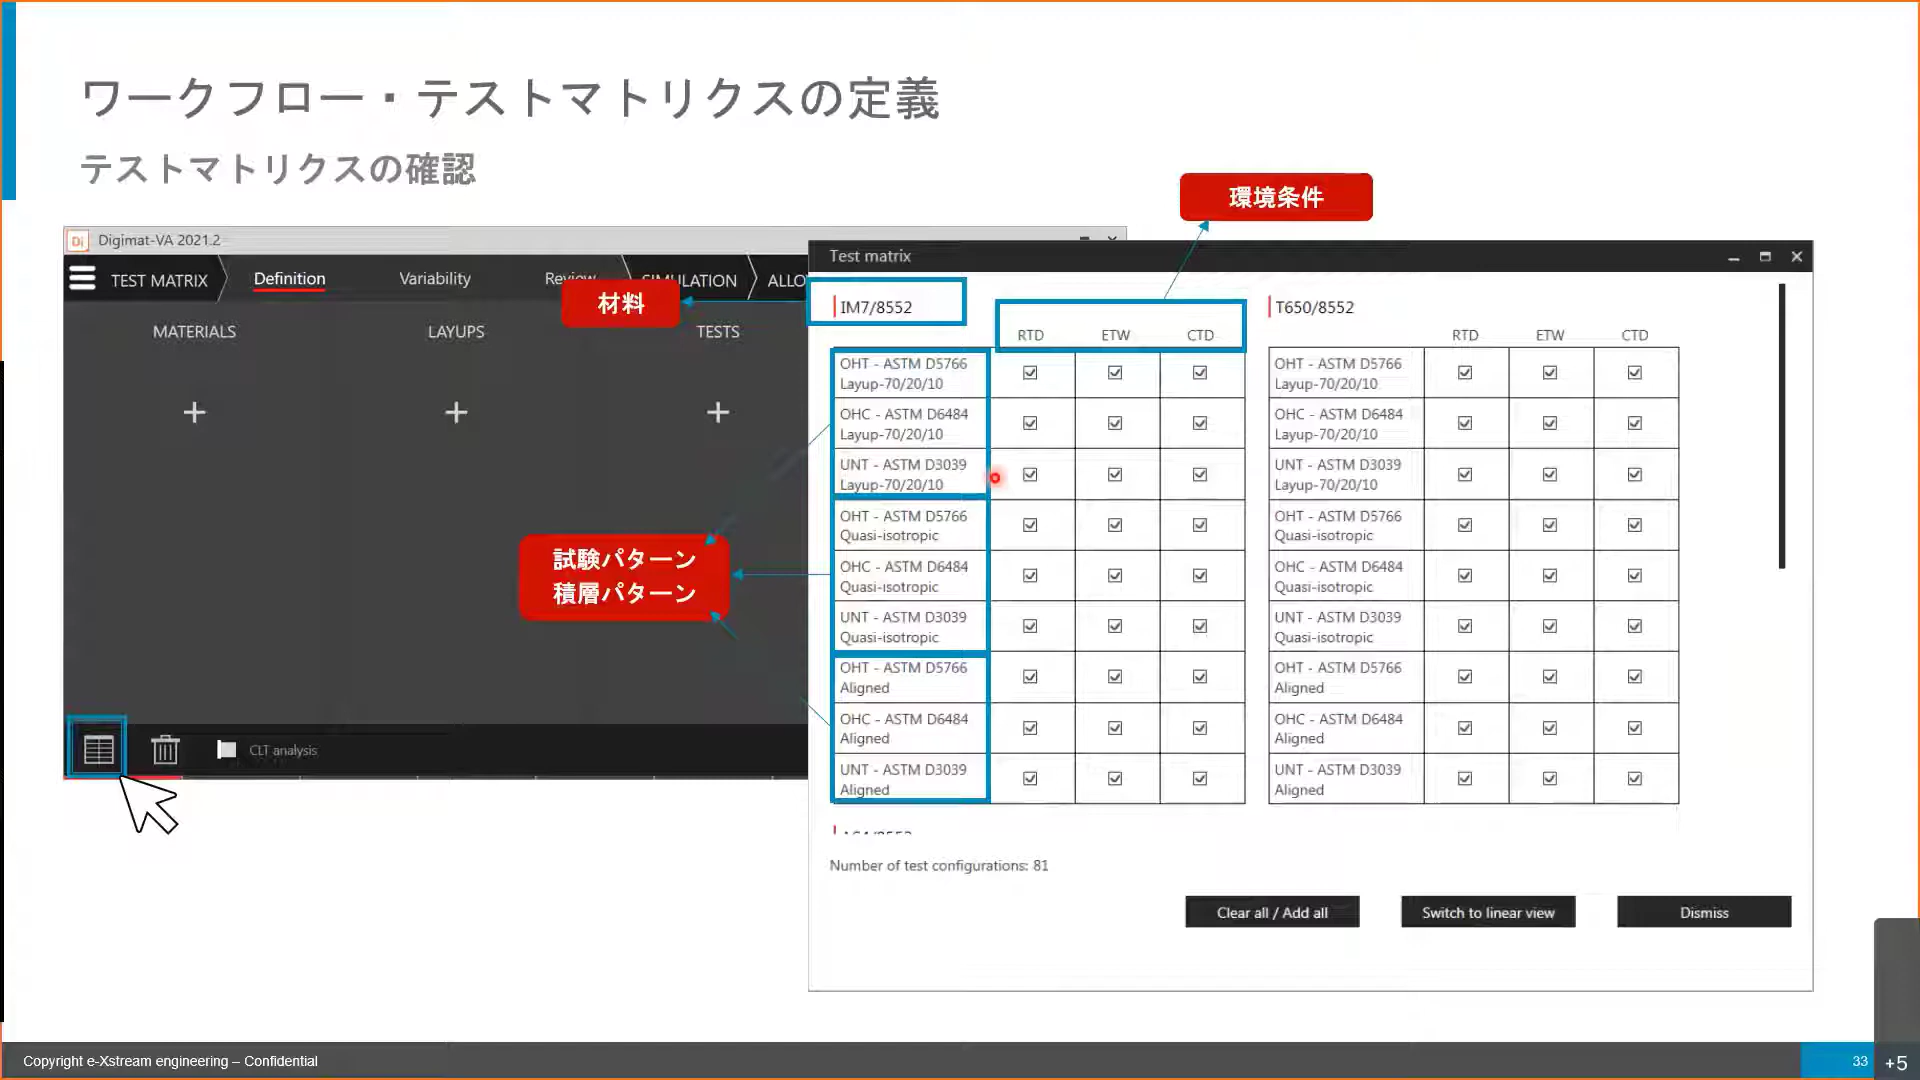 ワークフロー・テストマトリクスの定義
テストマトリクスの確認
環境条件
Di Digimat-VA 2021.2
TEST MATRIX Definition Variability Review SIMULATION
材料
MATERIALS LAYUPS TESTS
+ + +
試験パターン
積層パターン
CLT analysis
Test matrix
IM7/8552
RTD ETW CTD
OHT - ASTM D5766
Layup-70/20/10
OHC - ASTM D6484
Layup-70/20/10
UNT - ASTM D3039
Layup-70/20/10
OHT - ASTM D5766
Quasi-isotropic
OHC - ASTM D6484
Quasi-isotropic
UNT - ASTM D3039
Quasi-isotropic
OHT - ASTM D5766
Aligned
OHC - ASTM D6484
Aligned
UNT - ASTM D3039
Aligned
T650/8552
RTD ETW CTD
OHT - ASTM D5766
Layup-70/20/10
OHC - ASTM D6484
Layup-70/20/10
UNT - ASTM D3039
Layup-70/20/10
OHT - ASTM D5766
Quasi-isotropic
OHC - ASTM D6484
Quasi-isotropic
UNT - ASTM D3039
Quasi-isotropic
OHT - ASTM D5766
Aligned
OHC - ASTM D6484
Aligned
UNT - ASTM D3039
Aligned
Number of test configurations: 81
Clear all / Add all Switch to linear view Dismiss
Copyright e-Xstream engineering – Confidential
33
+5